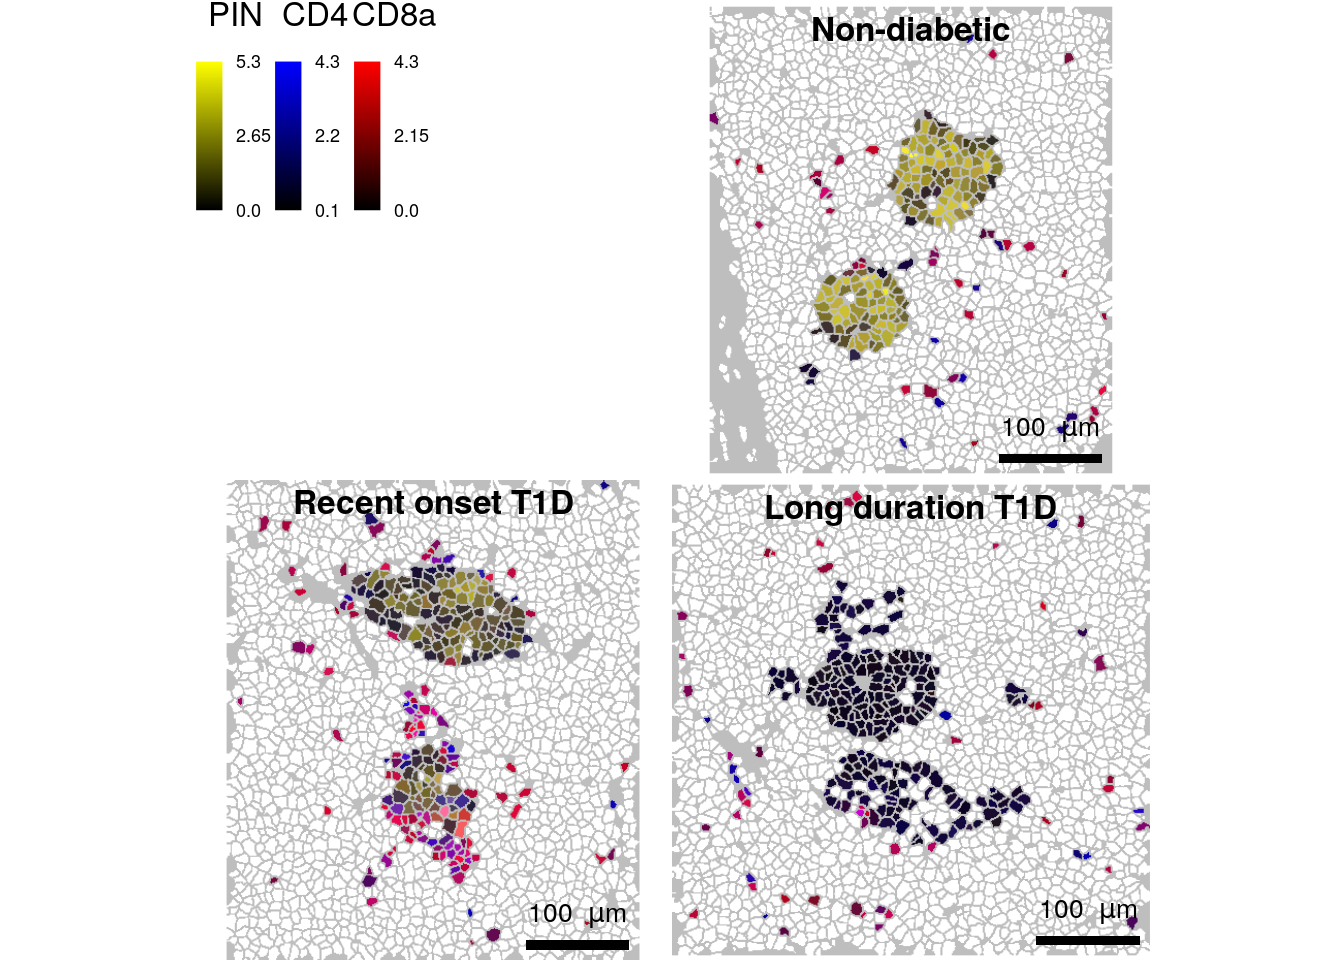 PIN CD4 CD8a
5.3 4.3 4.3
2.65 2.2 2.15
0.0 0.1 0.0
Non-diabetic
100 µm
Recent onset T1D
100 µm
Long duration T1D
100 µm